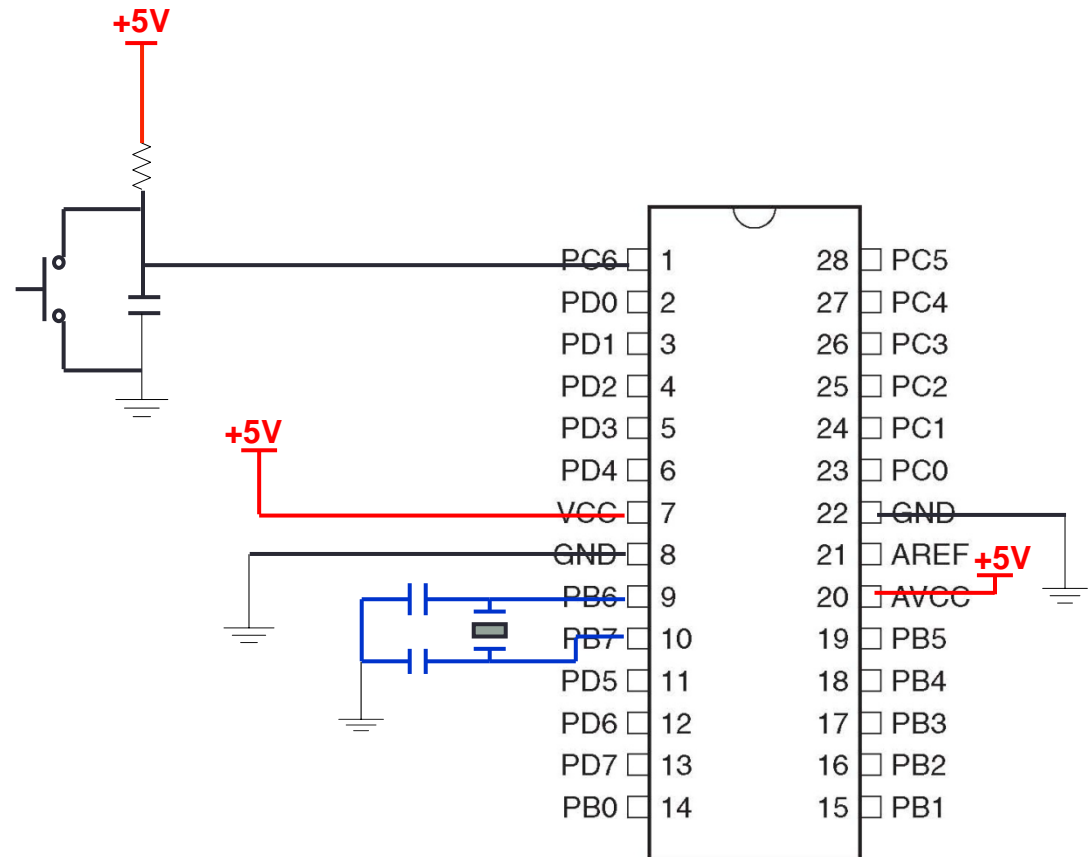 +5V
PC6 1 28 PC5
PD0 2 27 PC4
PD1 3 26 PC3
PD2 4 25 PC2
+5V
PD3 5 24 PC1
PD4 6 23 PC0
VCC 7 22 GND
GND 8 21 AREF +5V
PB6 9 20 AVCC
PB7 10 19 PB5
PD5 11 18 PB4
PD6 12 17 PB3
PD7 13 16 PB2
PB0 14 15 PB1